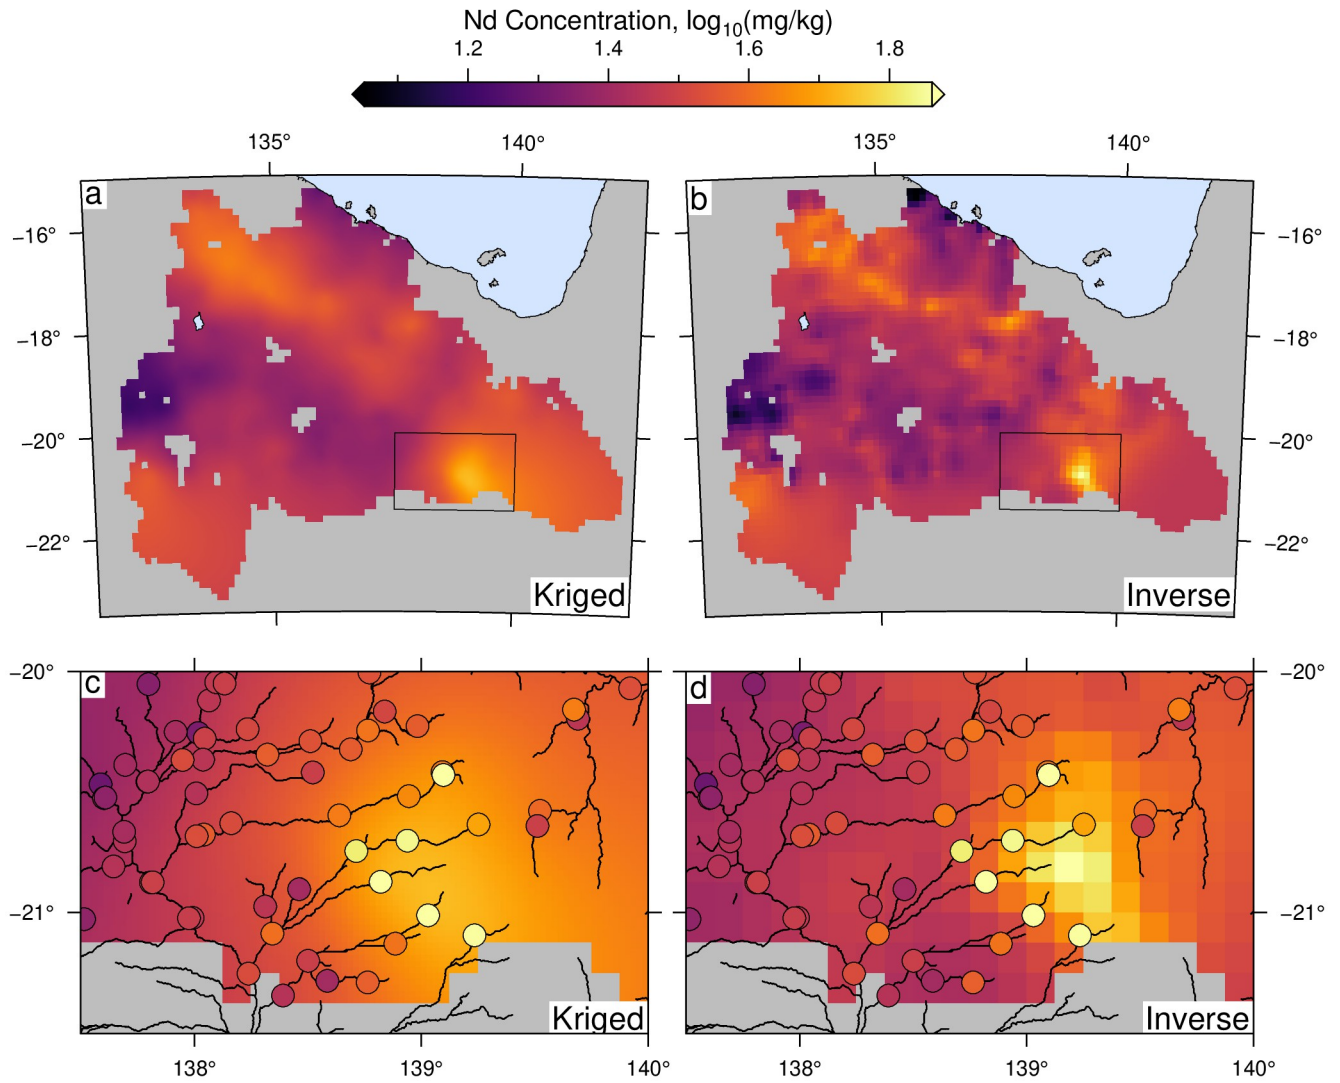 Nd Concentration, log₁₀(mg/kg)
1.2 1.4 1.6 1.8
135° 140° 135° 140°
a b
−16° −16°
−18° −18°
−20° −20°
−22° −22°
Kriged Inverse
−20° c d −20°
−21° −21°
Kriged Inverse
138° 139° 140° 138° 139° 140°